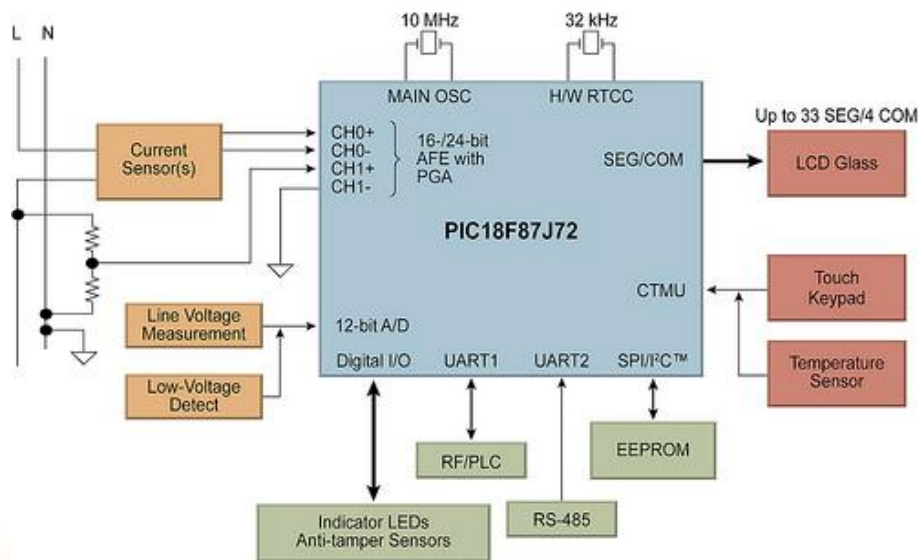 10 MHz
32 kHz
L N
MAIN OSC
H/W RTCC
Up to 33 SEG/4 COM
Current
Sensor(s)
CH0+
CH0-
CH1+
CH1-
16-/24-bit
AFE with
PGA
SEG/COM
LCD Glass
PIC18F87J72
CTMU
Touch
Keypad
Line Voltage
Measurement
12-bit A/D
Low-Voltage
Detect
Digital I/O
UART1
UART2
SPI/I²C™
Temperature
Sensor
RF/PLC
EEPROM
Indicator LEDs
Anti-tamper Sensors
RS-485